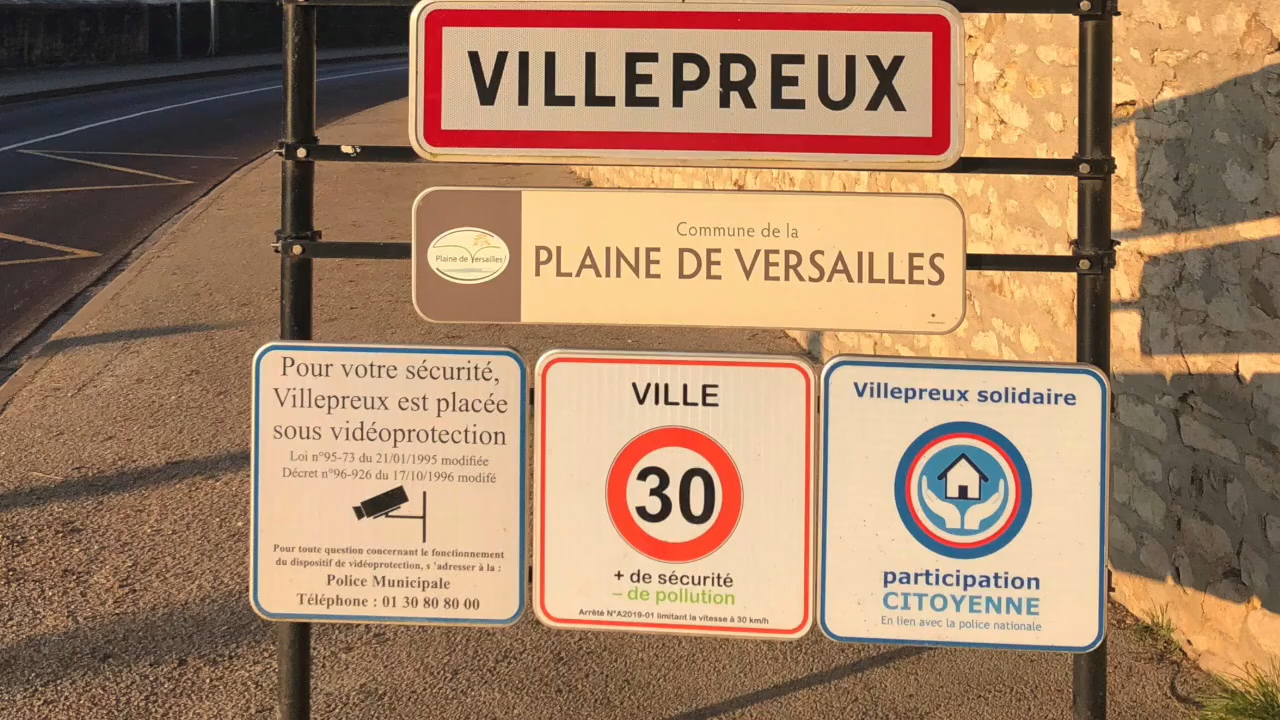 VILLEPREUX
Commune de la
PLAINE DE VERSAILLES
Plaine de Versailles
Pour votre sécurité,
Villepreux est placée
sous vidéoprotection
Loi n°95-73 du 21/01/1995 modifiée
Décret n°96-926 du 17/10/1996 modifé
Pour toute question concernant le fonctionnement
du dispositif de vidéoprotection, s 'adresser à la :
Police Municipale
Téléphone : 01 30 80 80 00
VILLE
30
+ de sécurité
– de pollution
Arrêté N°A2019-01 limitant la vitesse à 30 km/h
Villepreux solidaire
participation
CITOYENNE
En lien avec la police nationale